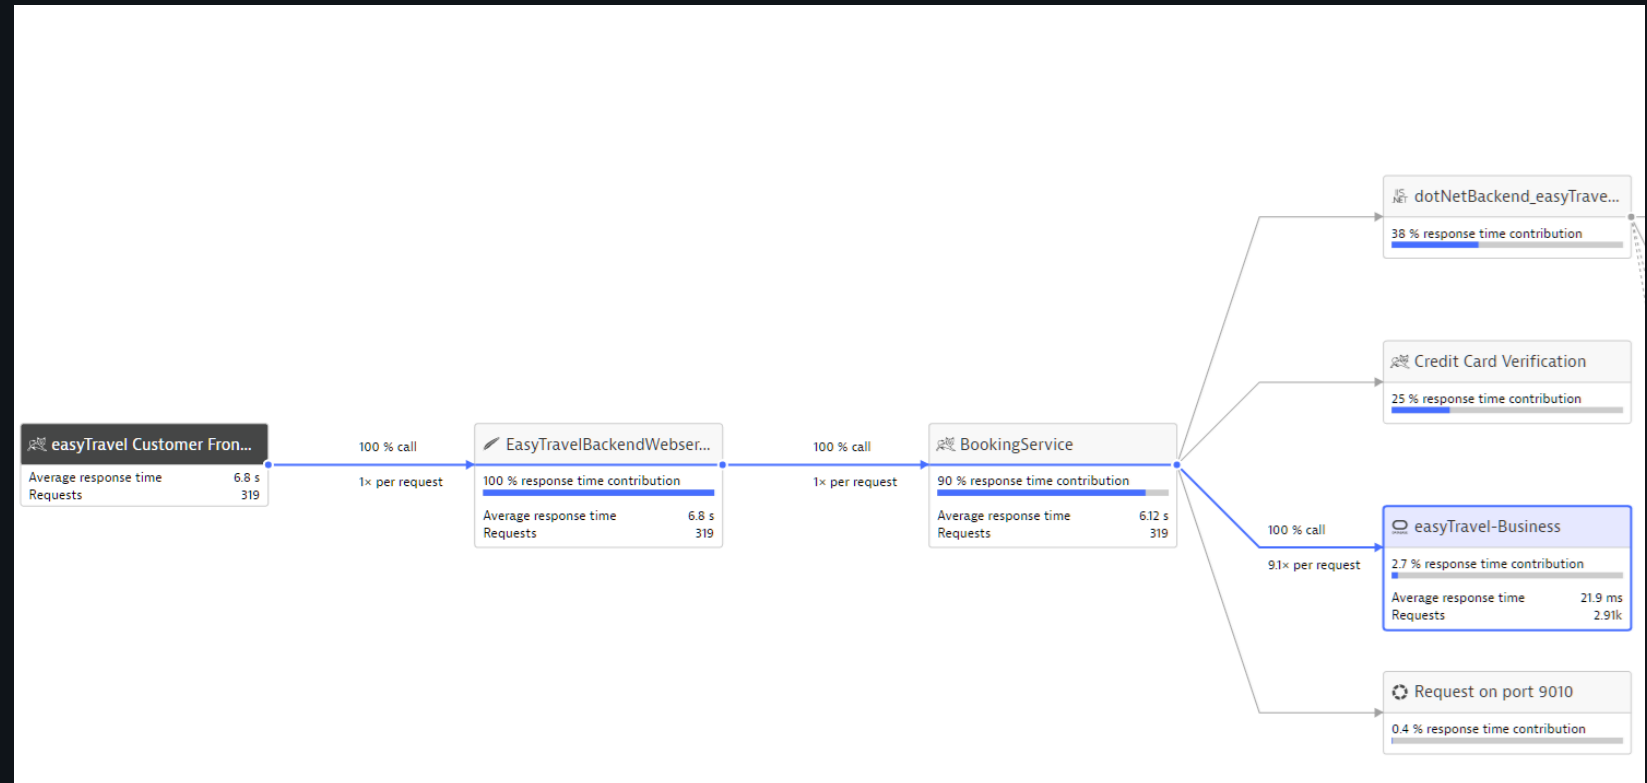 easyTravel Customer Fron...
Average response time 6.8 s
Requests 319
100 % call
1× per request
EasyTravelBackendWebser...
100 % response time contribution
Average response time 6.8 s
Requests 319
100 % call
1× per request
BookingService
90 % response time contribution
Average response time 6.12 s
Requests 319
IIS
.NET
dotNetBackend_easyTrave...
38 % response time contribution
Credit Card Verification
25 % response time contribution
100 % call
9.1× per request
easyTravel-Business
2.7 % response time contribution
Average response time 21.9 ms
Requests 2.91k
Request on port 9010
0.4 % response time contribution